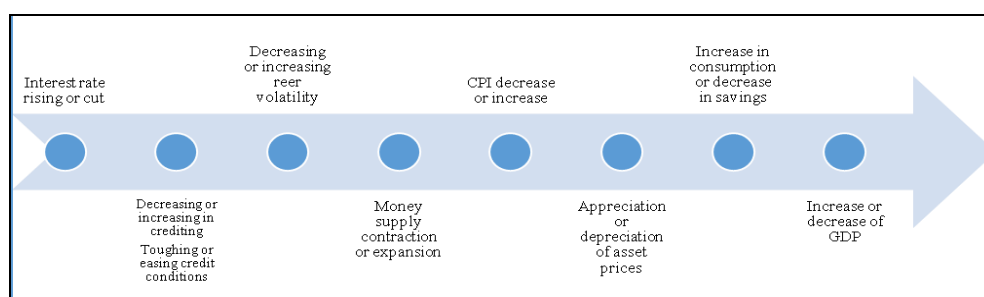 Interest rate
rising or cut
Decreasing or
increasing in
crediting
Toughing or
easing credit
conditions
Decreasing
or increasing
reer
volatility
Money
supply
contraction
or expansion
CPI decrease
or increase
Appreciation
or
depreciation
of asset
prices
Increase in
consumption
or decrease
in savings
Increase or
decrease of
GDP